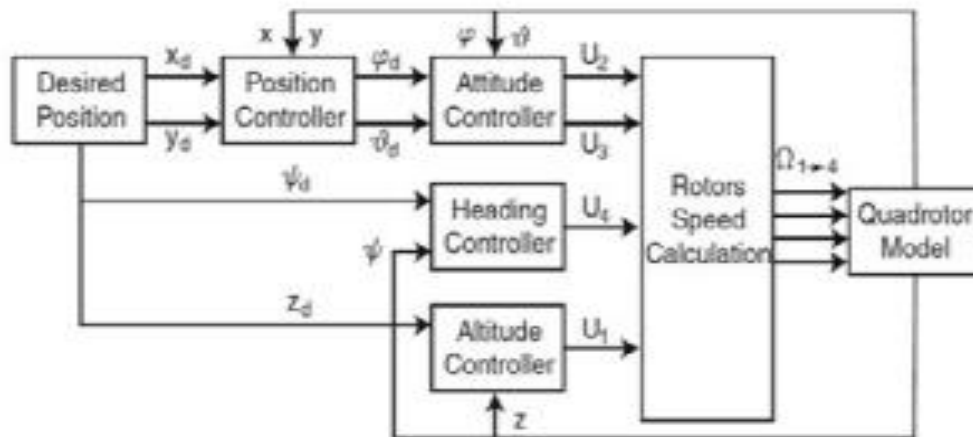 x y
φ ϑ
x_d
φ_d
U_2
Desired
Position
Position
Controller
Attitude
Controller
y_d
ϑ_d
U_3
ψ_d
Heading
Controller
U_4
ψ
z_d
Altitude
Controller
U_1
z
Rotors
Speed
Calculation
Ω_1→4
Quadrotor
Model